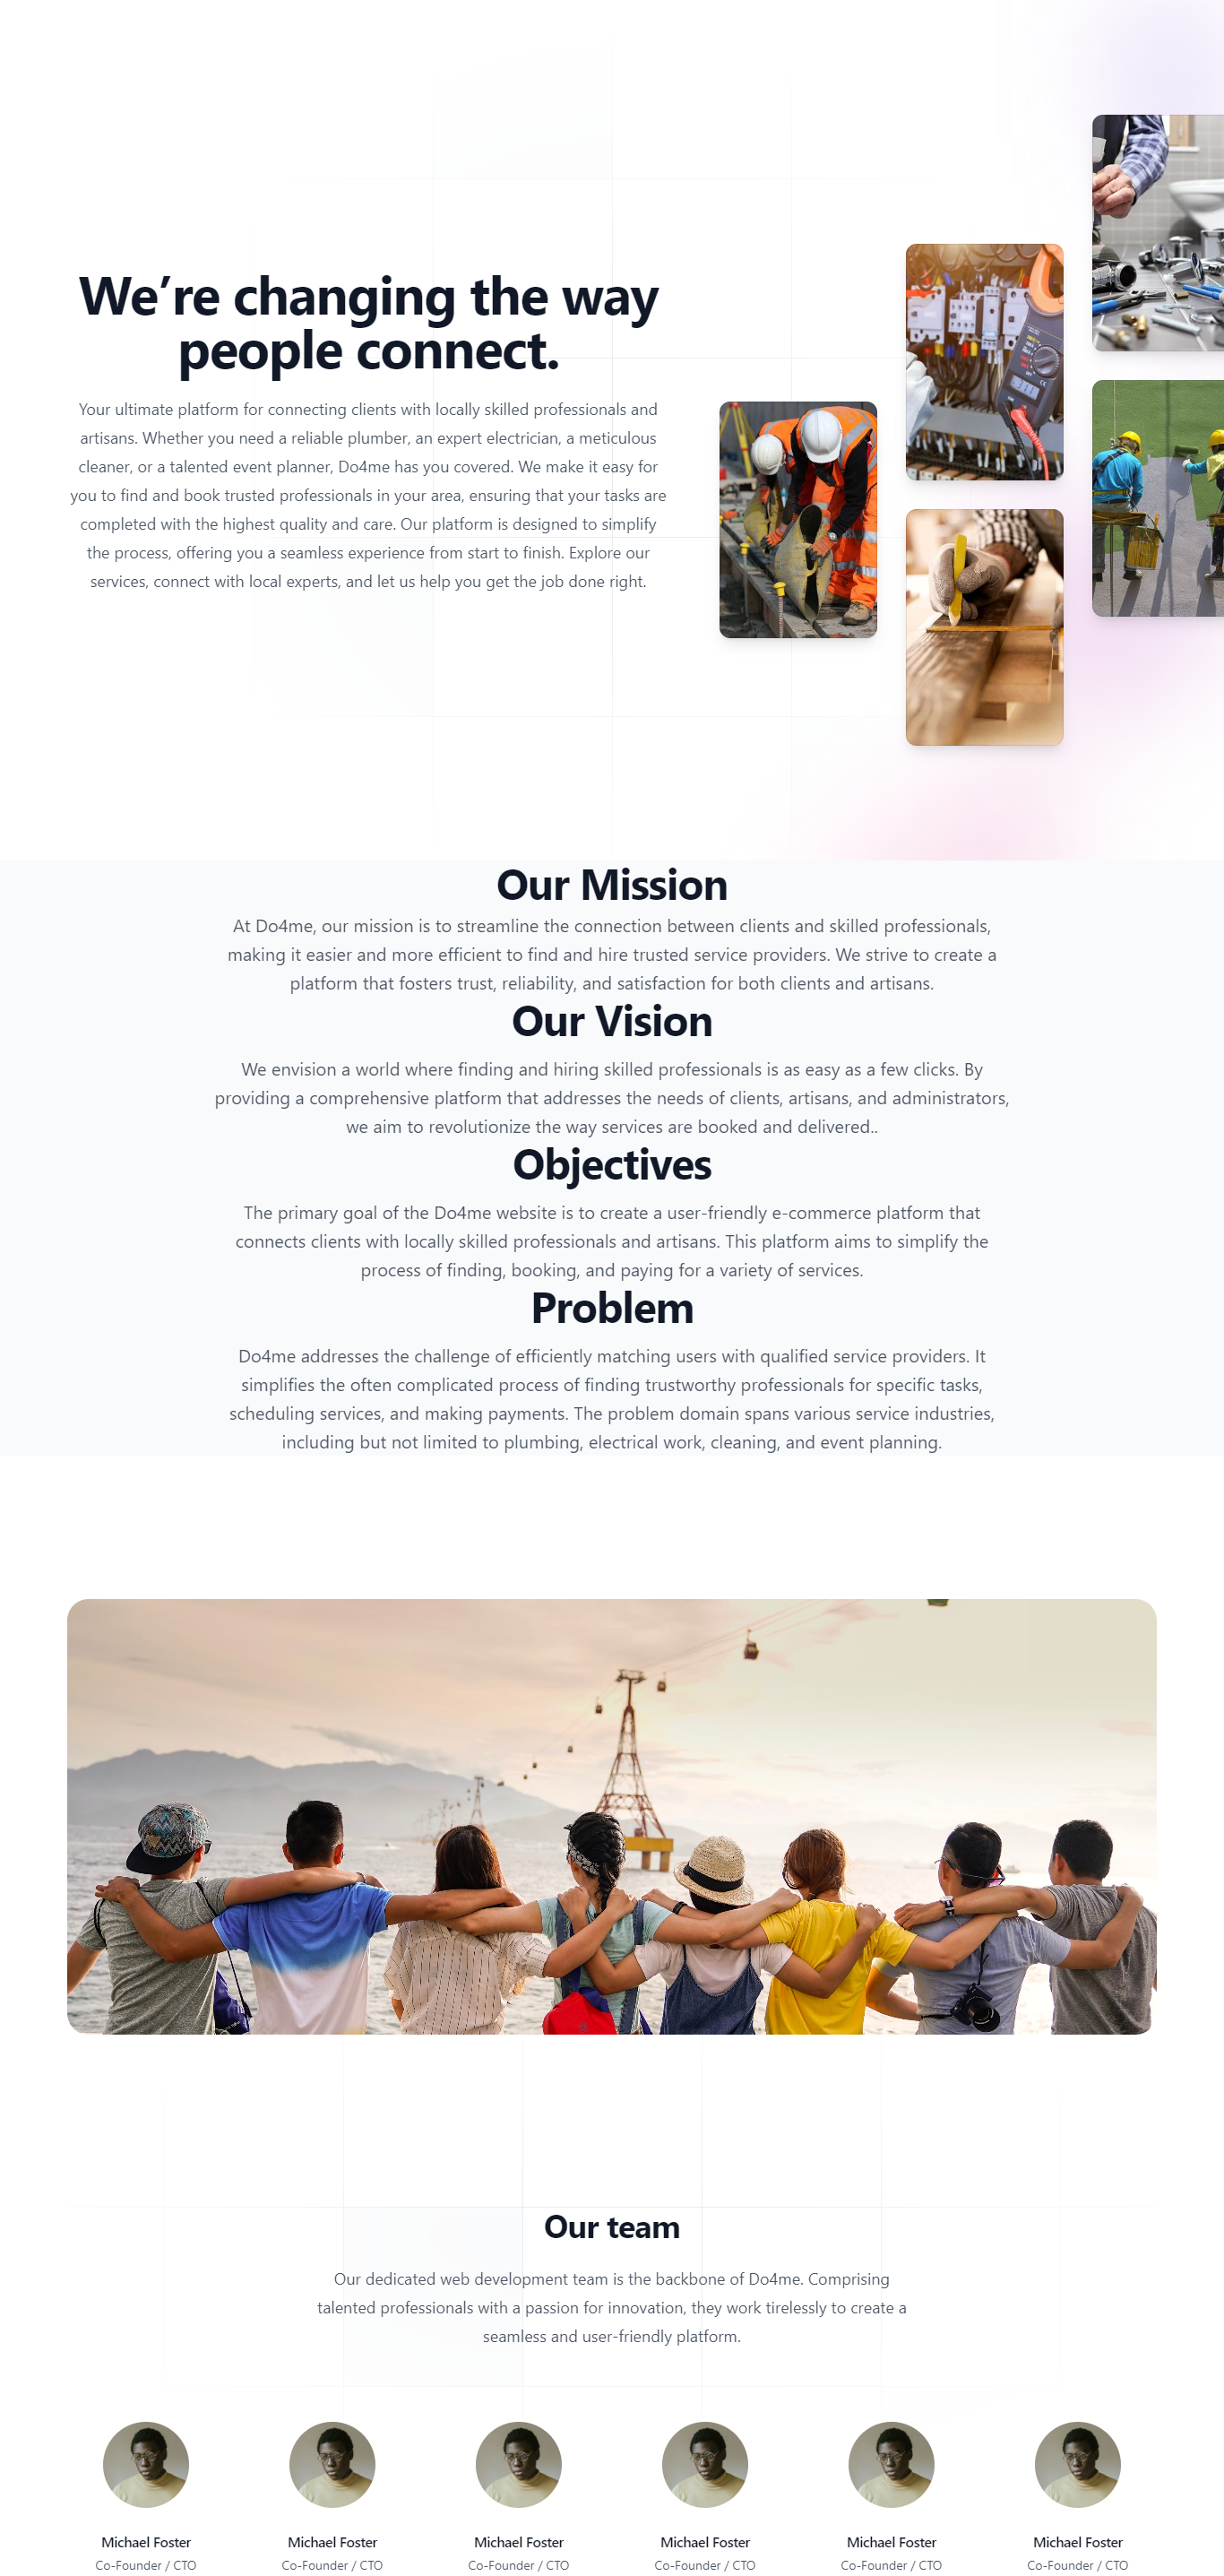 We’re changing the way
people connect.
Your ultimate platform for connecting clients with locally skilled professionals and
artisans. Whether you need a reliable plumber, an expert electrician, a meticulous
cleaner, or a talented event planner, Do4me has you covered. We make it easy for
you to find and book trusted professionals in your area, ensuring that your tasks are
completed with the highest quality and care. Our platform is designed to simplify
the process, offering you a seamless experience from start to finish. Explore our
services, connect with local experts, and let us help you get the job done right.
Our Mission
At Do4me, our mission is to streamline the connection between clients and skilled professionals,
making it easier and more efficient to find and hire trusted service providers. We strive to create a
platform that fosters trust, reliability, and satisfaction for both clients and artisans.
Our Vision
We envision a world where finding and hiring skilled professionals is as easy as a few clicks. By
providing a comprehensive platform that addresses the needs of clients, artisans, and administrators,
we aim to revolutionize the way services are booked and delivered..
Objectives
The primary goal of the Do4me website is to create a user-friendly e-commerce platform that
connects clients with locally skilled professionals and artisans. This platform aims to simplify the
process of finding, booking, and paying for a variety of services.
Problem
Do4me addresses the challenge of efficiently matching users with qualified service providers. It
simplifies the often complicated process of finding trustworthy professionals for specific tasks,
scheduling services, and making payments. The problem domain spans various service industries,
including but not limited to plumbing, electrical work, cleaning, and event planning.
Our team
Our dedicated web development team is the backbone of Do4me. Comprising
talented professionals with a passion for innovation, they work tirelessly to create a
seamless and user-friendly platform.
Michael Foster Michael Foster Michael Foster Michael Foster Michael Foster Michael Foster
Co-Founder / CTO Co-Founder / CTO Co-Founder / CTO Co-Founder / CTO Co-Founder / CTO Co-Founder / CTO